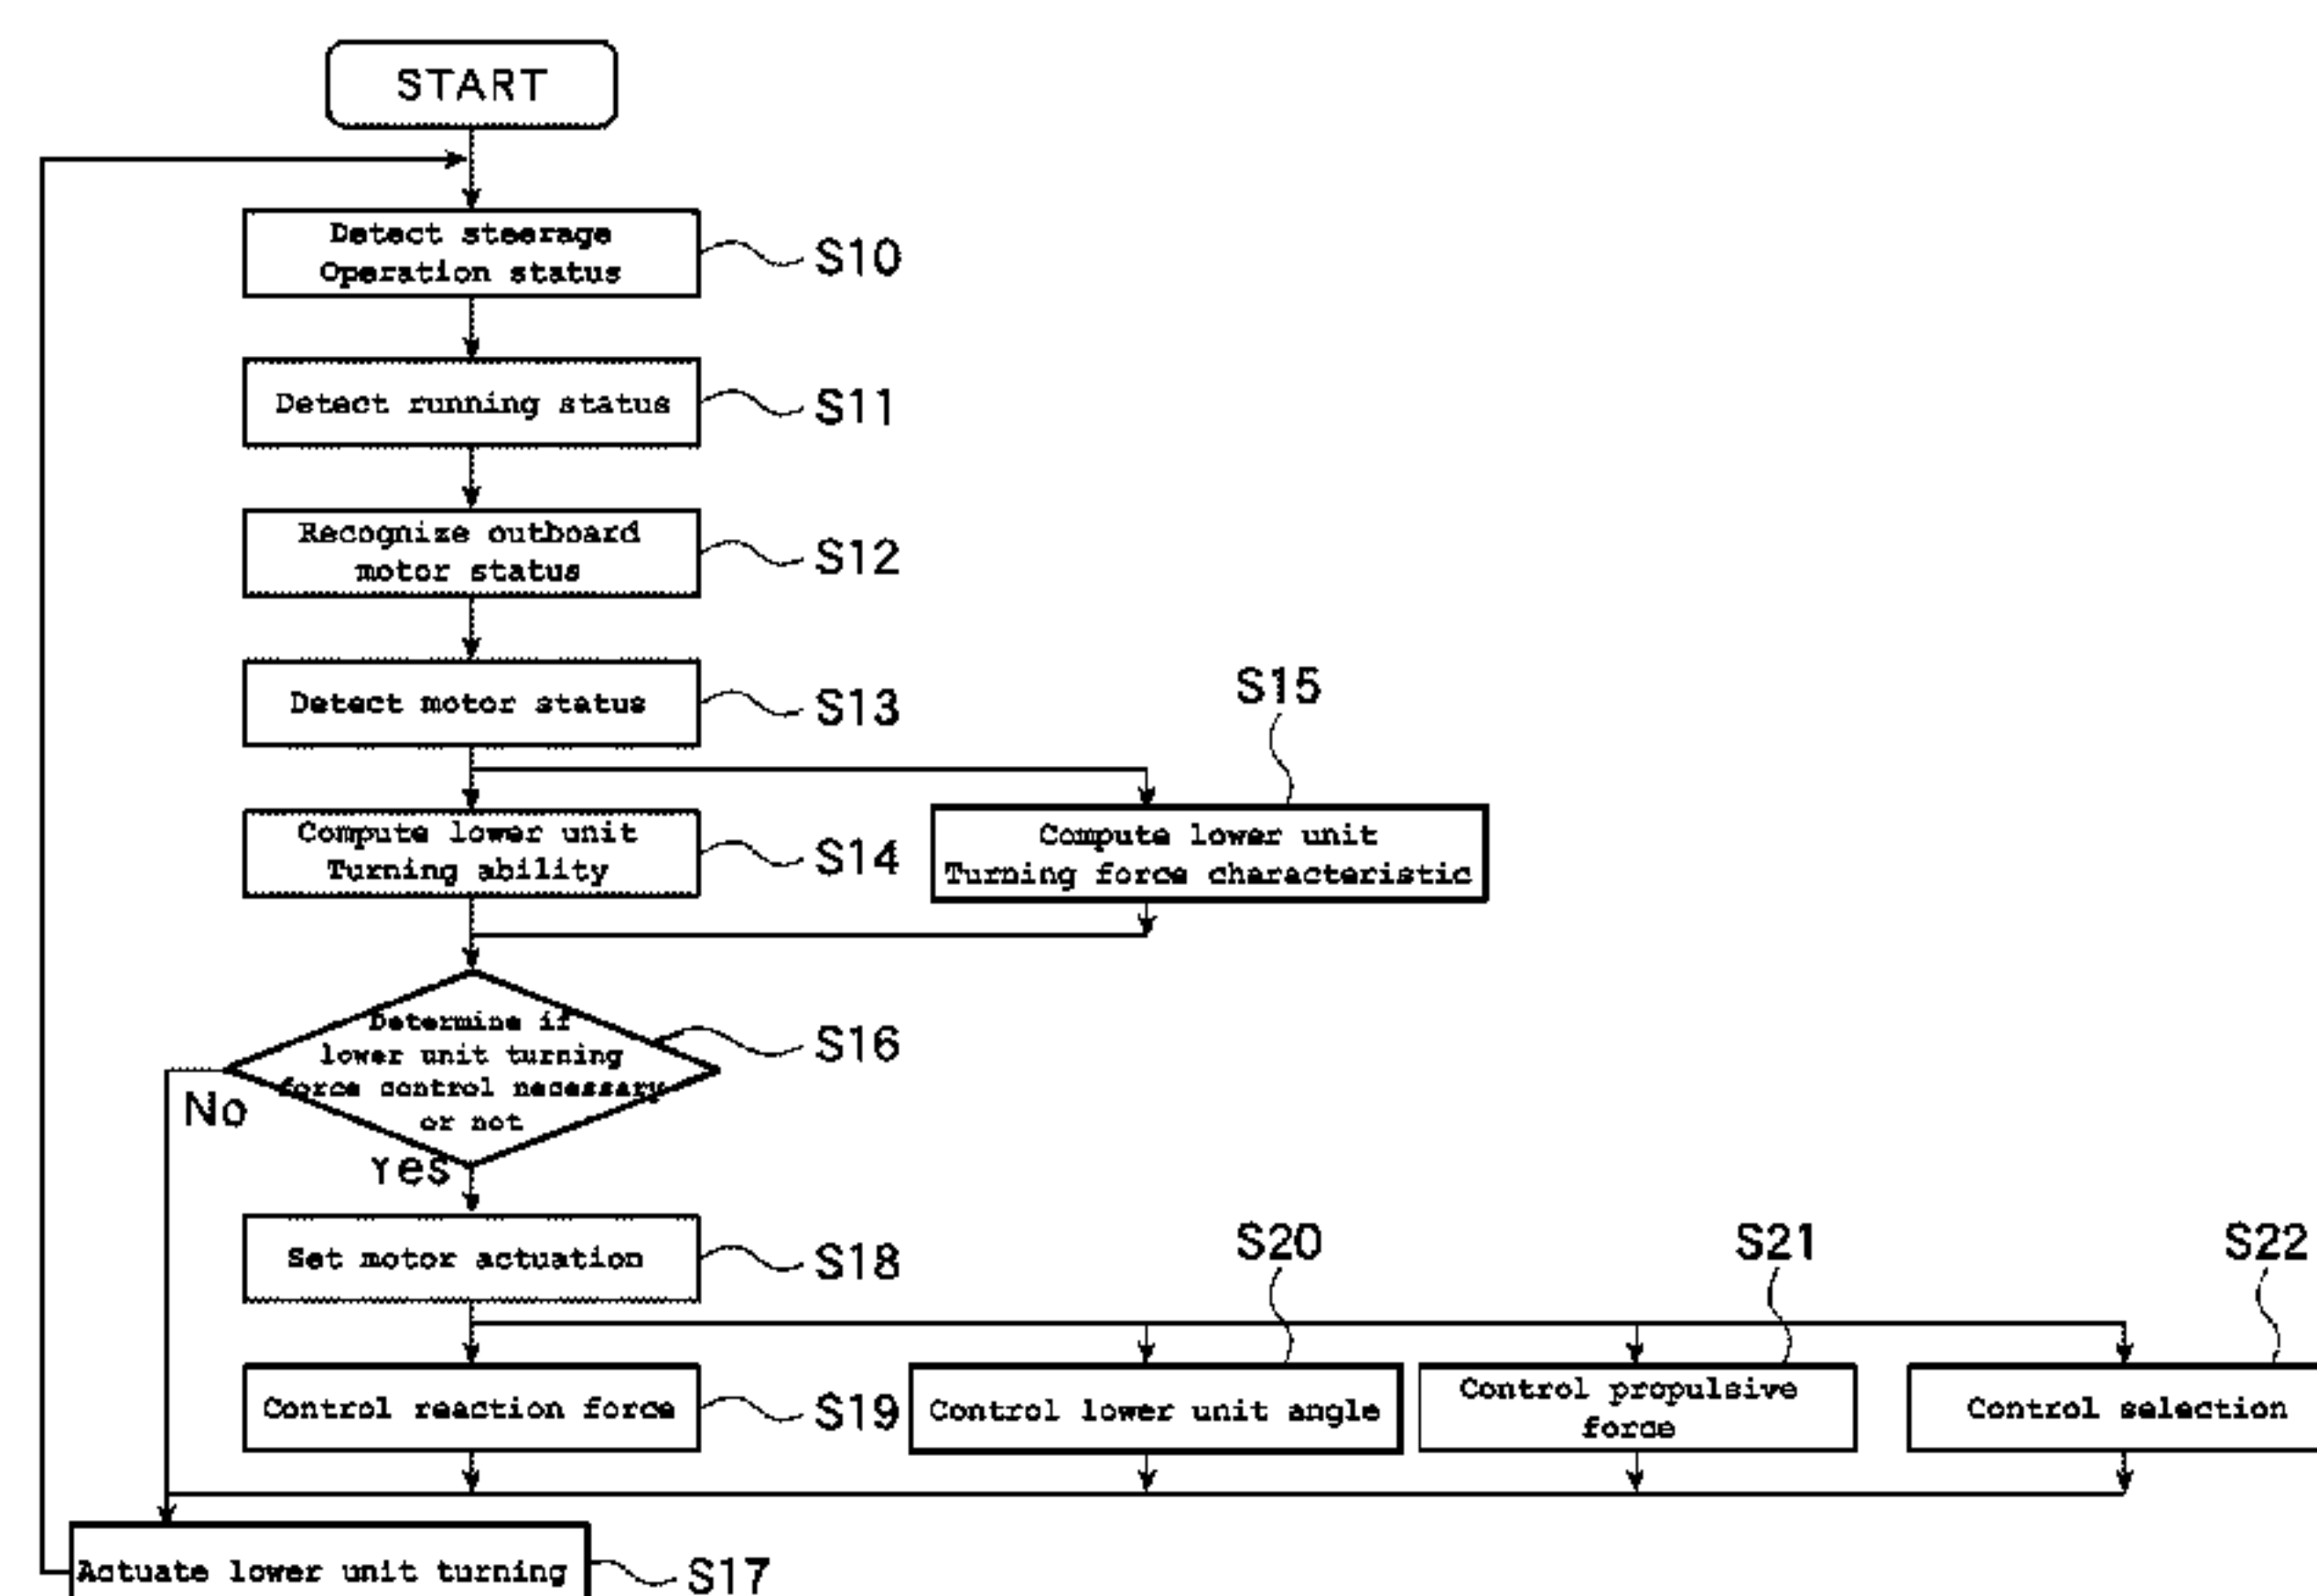 START
Detect steerage
Operation status
S10
Detect running status
S11
Recognize outboard
motor status
S12
Detect motor status
S13
S15
Compute lower unit
Turning ability
S14
Compute lower unit
Turning force characteristic
Determine if
lower unit turning
force control necessary
or not
S16
No
Yes
Set motor actuation
S18
S20
S21
S22
Control reaction force
S19
Control lower unit angle
Control propulsive
force
Control selection
Actuate lower unit turning
S17